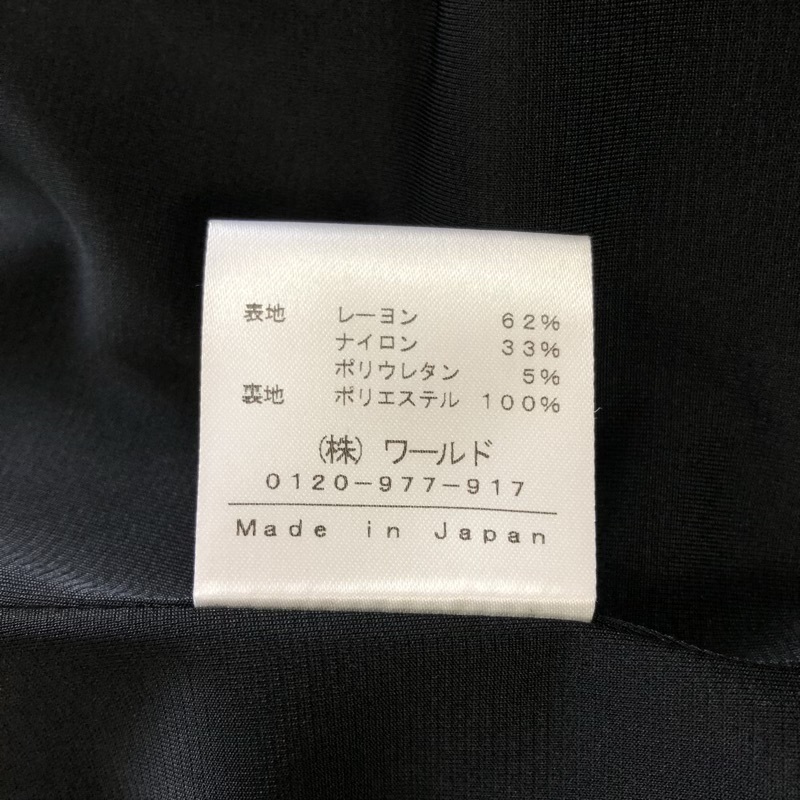 表地 レーヨン 62%
ナイロン 33%
ポリウレタン 5%
裏地 ポリエステル 100%
(株) ワールド
0120-977-917
Made in Japan